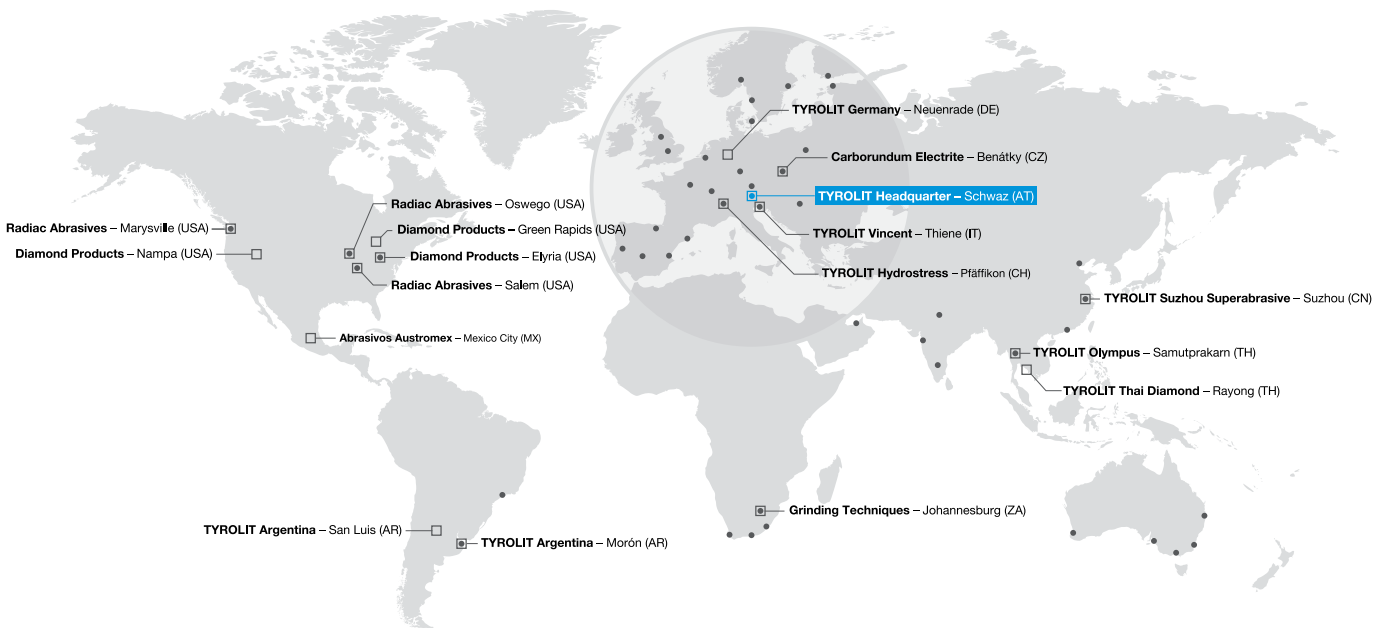 TYROLIT Germany – Neuenrade (DE)
Carborundum Electrite – Benátky (CZ)
TYROLIT Headquarter – Schwaz (AT)
Radiac Abrasives – Oswego (USA)
Radiac Abrasives – Marysville (USA)
Diamond Products – Green Rapids (USA)
TYROLIT Vincent – Thiene (IT)
Diamond Products – Nampa (USA)
Diamond Products – Elyria (USA)
TYROLIT Hydrostress – Pfäffikon (CH)
Radiac Abrasives – Salem (USA)
TYROLIT Suzhou Superabrasive – Suzhou (CN)
Abrasivos Austromex – Mexico City (MX)
TYROLIT Olympus – Samutprakarn (TH)
TYROLIT Thai Diamond – Rayong (TH)
Grinding Techniques – Johannesburg (ZA)
TYROLIT Argentina – San Luis (AR)
TYROLIT Argentina – Morón (AR)